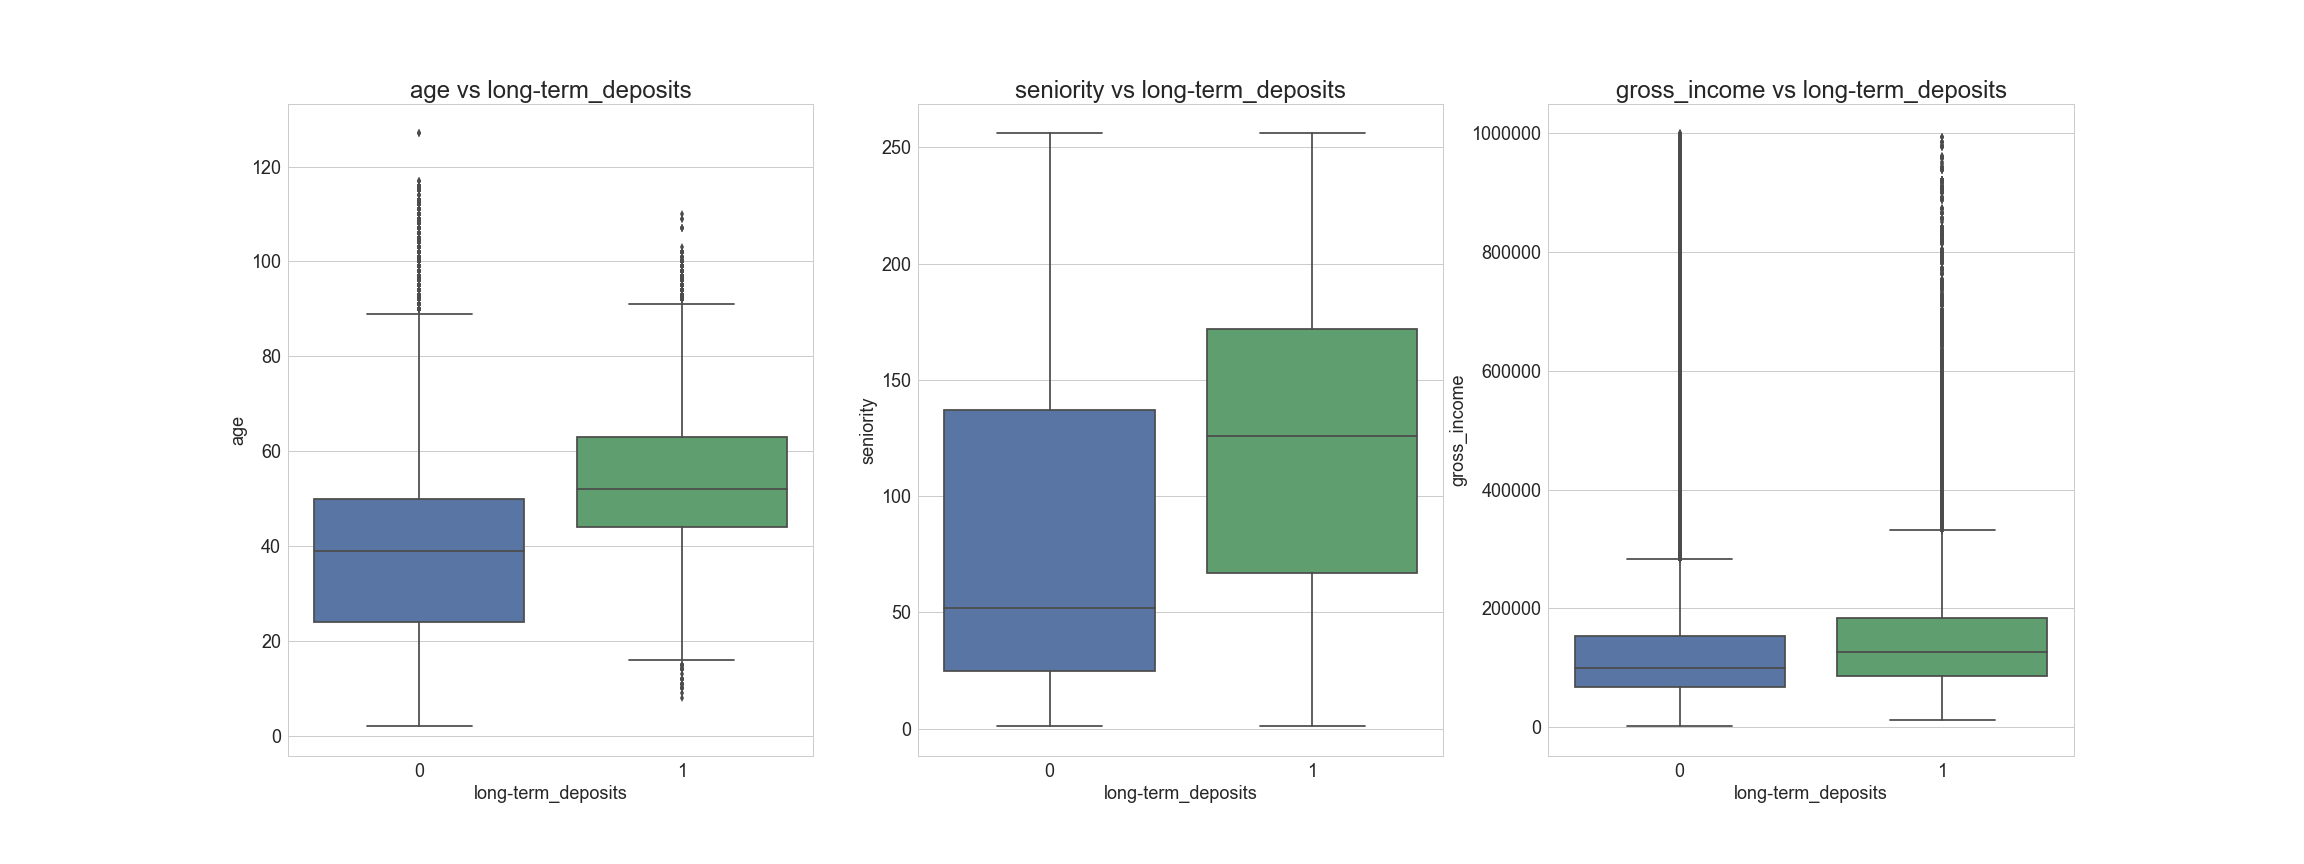 age vs long-term_deposits
120
100
80
60
40
20
0
age
0 1
long-term_deposits
seniority vs long-term_deposits
250
200
150
100
50
0
seniority
0 1
long-term_deposits
gross_income vs long-term_deposits
1000000
800000
600000
400000
200000
0
gross_income
0 1
long-term_deposits